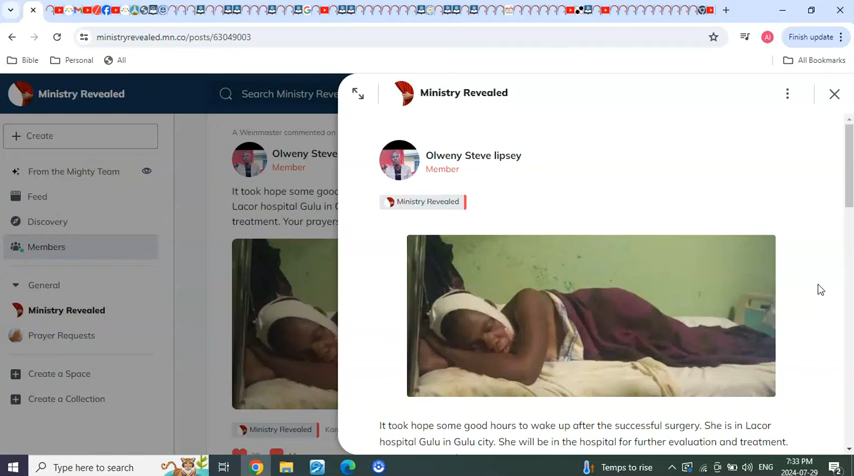 Finish update
ministryrevealed.mn.co/posts/63049003
Bible
Personal
All
All Bookmarks
Ministry Revealed
Search Ministry Reve
Ministry Revealed
Create
A Weinmaster commented on
Olweny Steve
Member
Olweny Steve lipsey
Member
From the Mighty Team
Feed
Discovery
Members
It took hope some good
Lacor hospital Gulu in C
treatment. Your prayers
Ministry Revealed
General
Ministry Revealed
Prayer Requests
Create a Space
Create a Collection
Ministry Revealed
It took hope some good hours to wake up after the successful surgery. She is in Lacor
hospital Gulu in Gulu city. She will be in the hospital for further evaluation and treatment.
Type here to search
Temps to rise
ENG
7:33 PM
2024-07-29
2